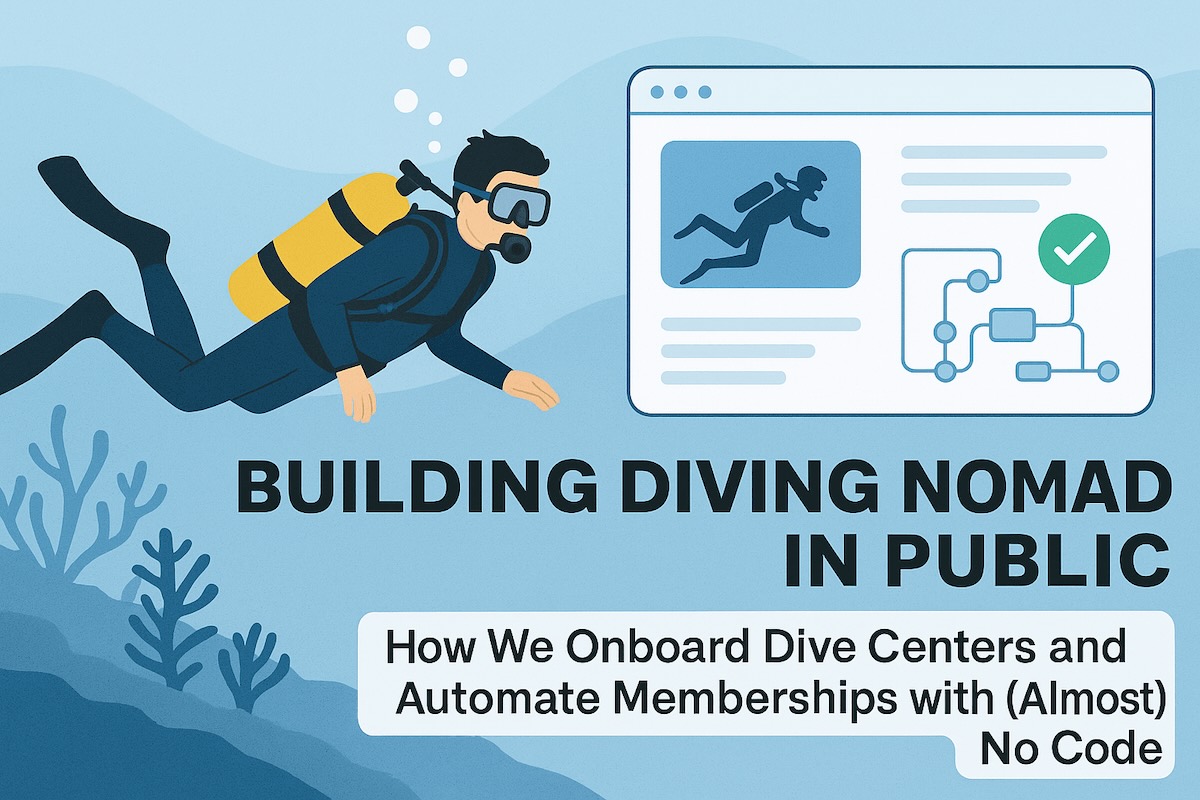 BUILDING DIVING NOMAD
IN PUBLIC
How We Onboard Dive Centers and
Automate Memberships with (Almost)
No Code